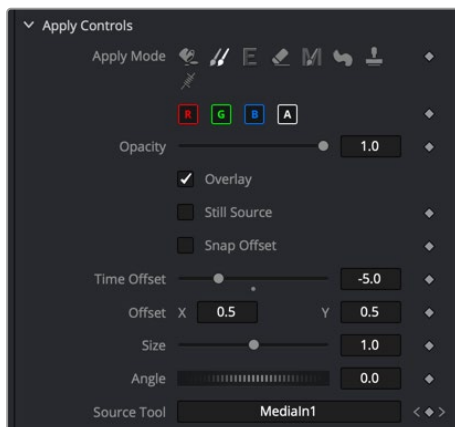 Apply Controls
Apply Mode E M
R G B A
Opacity 1.0
Overlay
Still Source
Snap Offset
Time Offset -5.0
Offset X 0.5 Y 0.5
Size 1.0
Angle 0.0
Source Tool MediaIn1